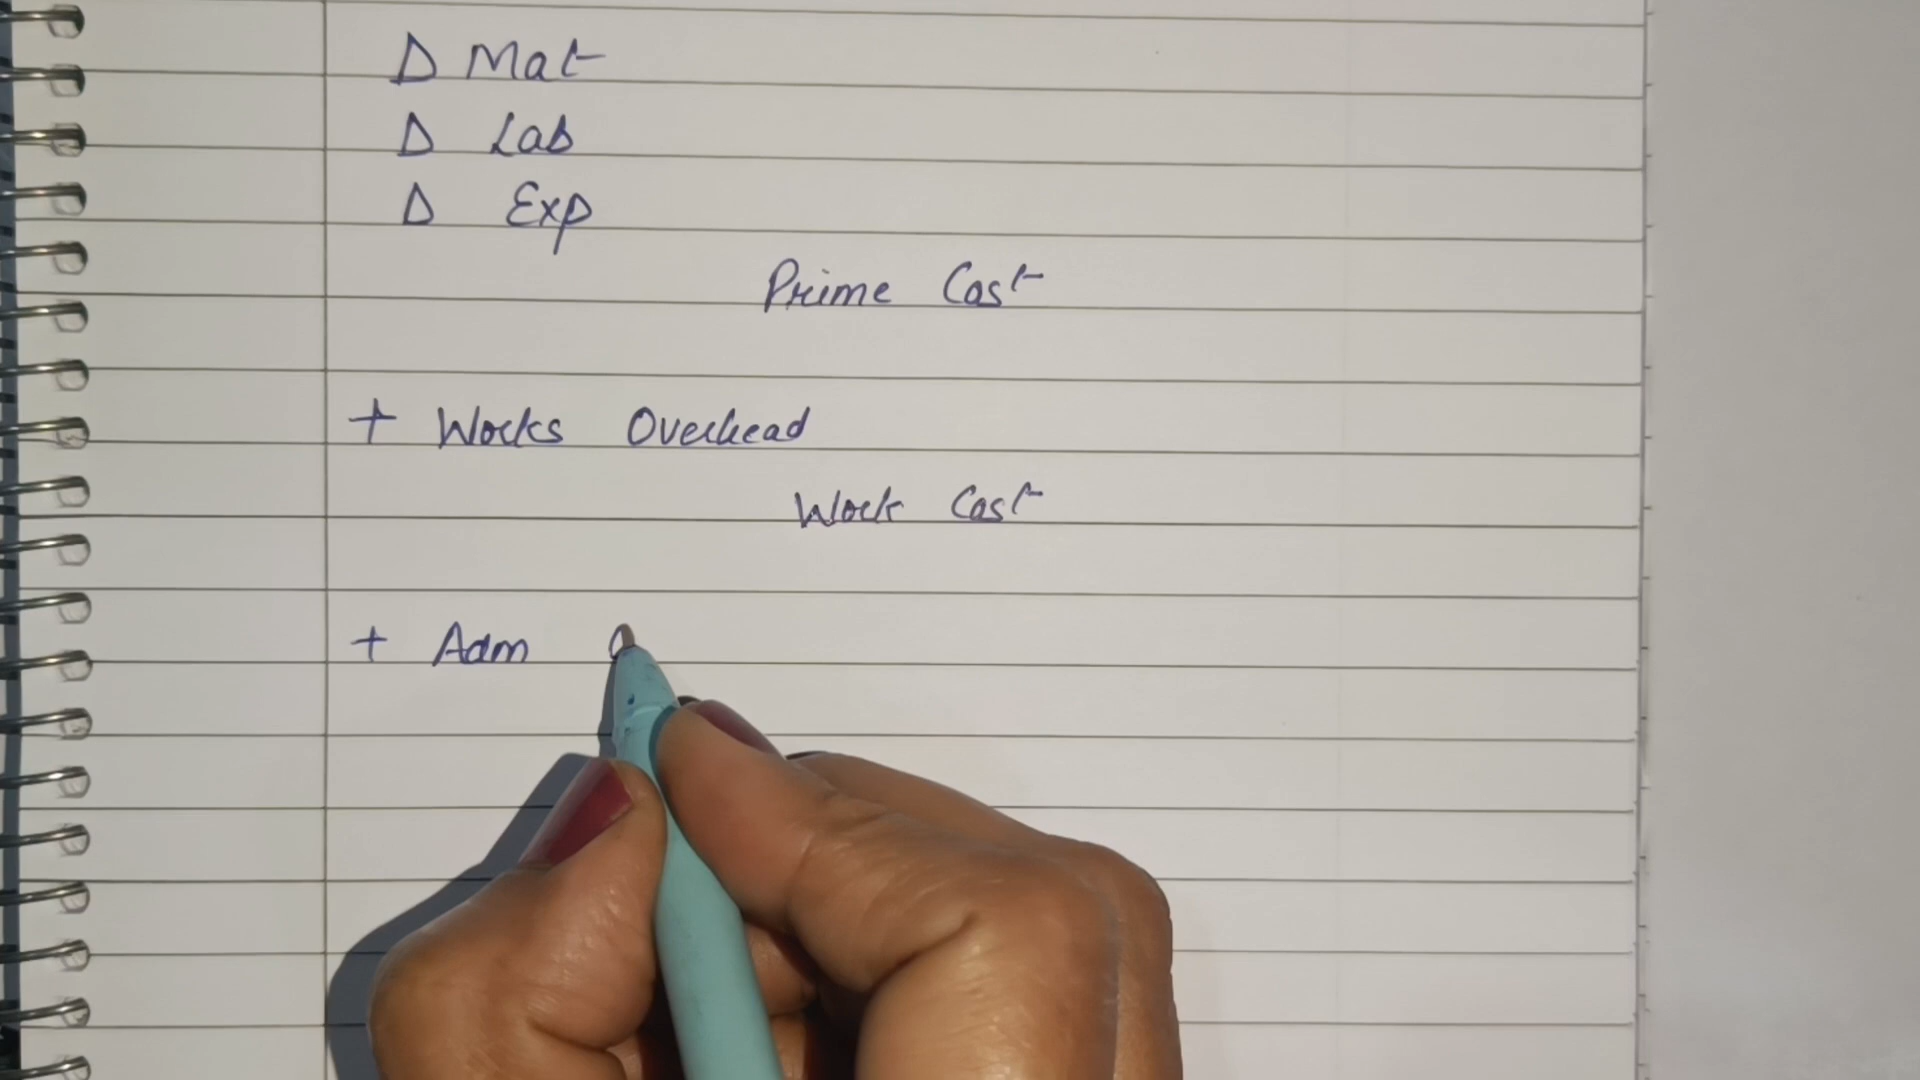 D Mat
D Lab
D Exp
Prime Cost
+ Works Overhead
Work Cost
+ Adm O